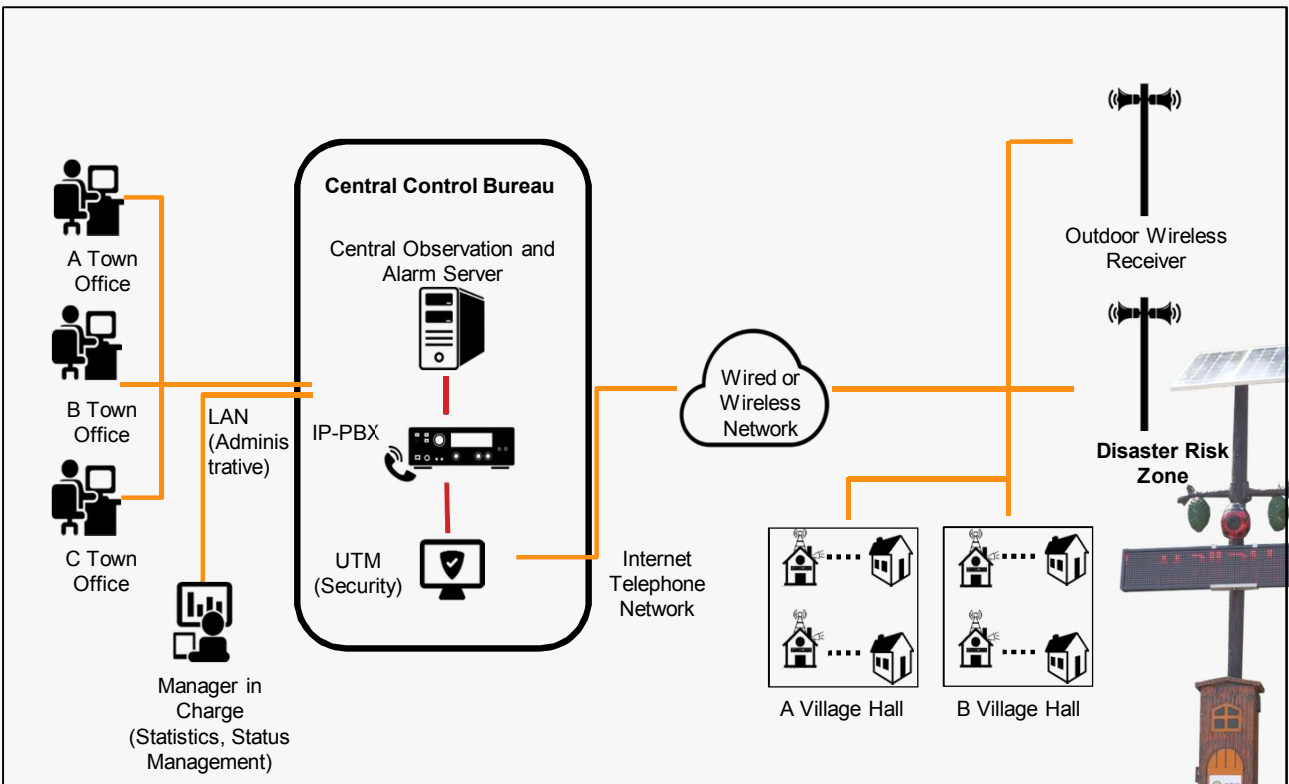 Central Control Bureau
Central Observation and
Alarm Server
IP-PBX
UTM
(Security)
A Town
Office
B Town
Office
C Town
Office
LAN
(Adminis
trative)
Manager in
Charge
(Statistics, Status
Management)
Internet
Telephone
Network
Wired or
Wireless
Network
Outdoor Wireless
Receiver
Disaster Risk
Zone
A Village Hall
B Village Hall